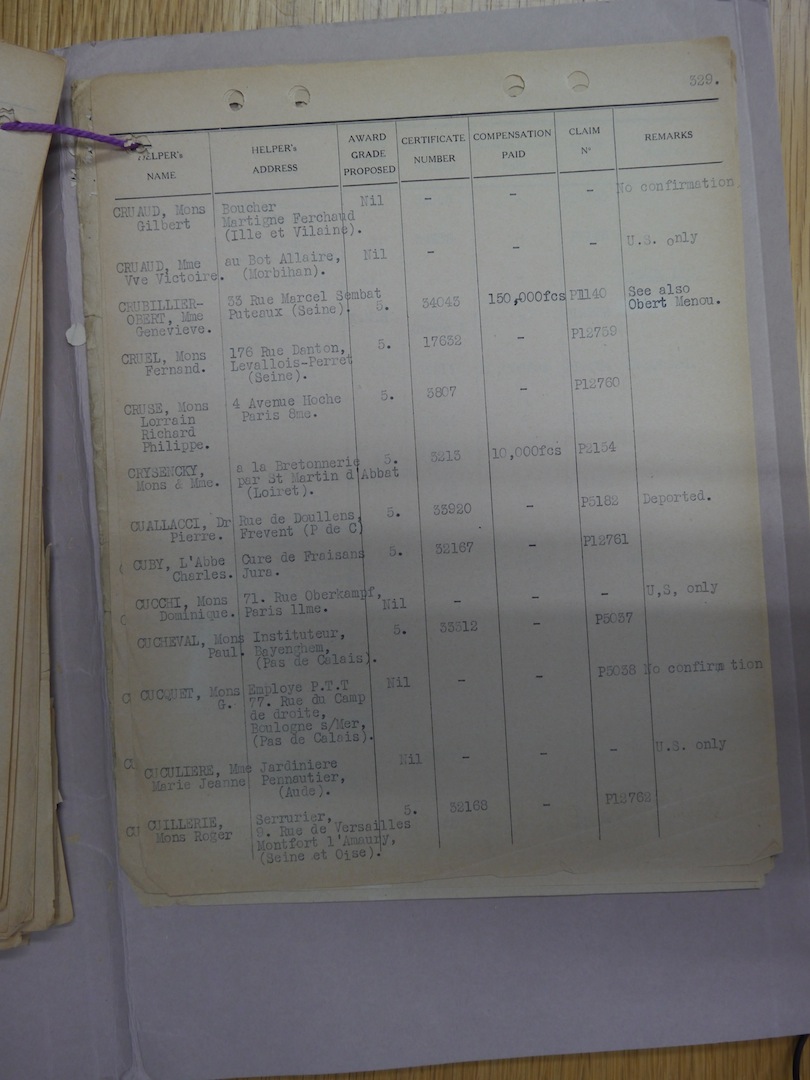 329.
HELPER's NAME | HELPER's ADDRESS | AWARD GRADE PROPOSED | CERTIFICATE NUMBER | COMPENSATION PAID | CLAIM N° | REMARKS
CRUAUD, Mons Gilbert | Boucher Martigne Ferchaud (Ille et Vilaine). | Nil | - | - | - | No confirmation
CRUAUD, Mme Vve Victoire. | au Bot Allaire, (Morbihan). | Nil | - | - | - | U.S. only
CRUBILLIER-OBERT, Mme Genevieve. | 33 Rue Marcel Sembat Puteaux (Seine). | 5. | 34043 | 150,000fcs | P1140 | See also Obert Menou.
CRUEL, Mons Fernand. | 176 Rue Danton, Levallois-Perret (Seine). | 5. | 17632 | - | P12759
CRUSE, Mons Lorrain Richard Philippe. | 4 Avenue Hoche Paris 8me. | 5. | 3807 | - | P12760
CRYSENCKY, Mons & Mme. | a la Bretonnerie par St Martin d'Abbat (Loiret). | 5. | 3213 | 10,000fcs | P2154
CUALLACCI, Dr Pierre. | Rue de Doullens, Frevent (P de C) | 5. | 33920 | - | P5182 | Deported.
CUBY, L'Abbe Charles. | Cure de Fraisans Jura. | 5. | 32167 | - | P12761
CUCCHI, Mons Dominique. | 71. Rue Oberkampf, Paris 11me. | Nil | - | - | - | U,S, only
CUCHEVAL, Mons Paul. | Instituteur, Bayenghem, (Pas de Calais). | 5. | 33312 | - | P5037
CUCQUET, Mons G. | Employe P.T.T 77. Rue du Camp de droite, Boulogne s/Mer, (Pas de Calais). | Nil | - | - | P5038 | No confirm tion
CUCULIERE, Mme Marie Jeanne | Jardiniere Pennautier, (Aude). | Nil | - | - | - | U.S. only
CUILLERIE, Mons Roger | Serrurier, 9. Rue de Versailles Montfort l'Amaury, (Seine et Oise). | 5. | 32168 | - | P12762